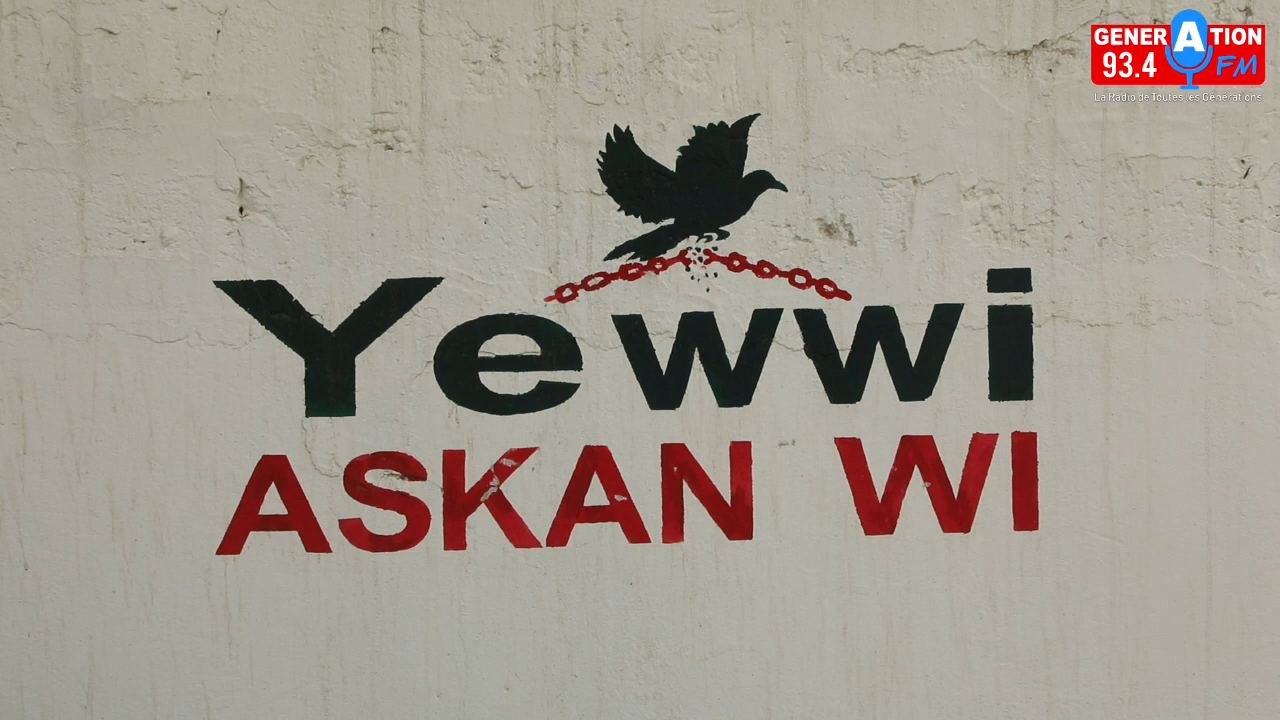 GENERATION
93.4 FM
La Radio de Toutes les Générations
Yewwi
ASKAN WI